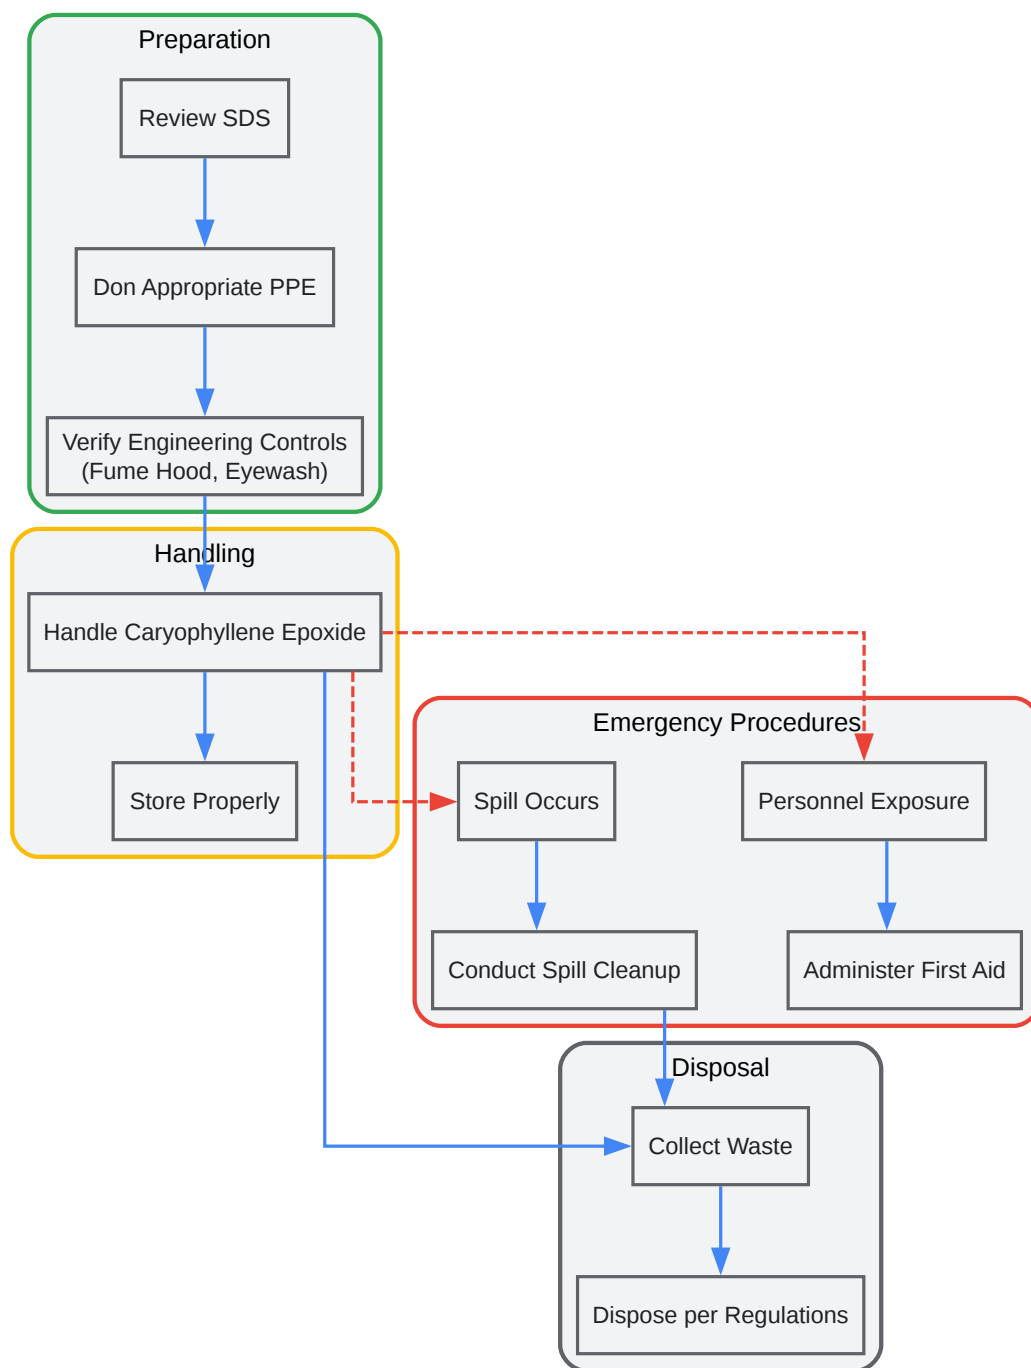 Preparation
Review SDS
Don Appropriate PPE
Verify Engineering Controls
(Fume Hood, Eyewash)
Handling
Handle Caryophyllene Epoxide
Store Properly
Emergency Procedures
Spill Occurs
Personnel Exposure
Conduct Spill Cleanup
Administer First Aid
Disposal
Collect Waste
Dispose per Regulations